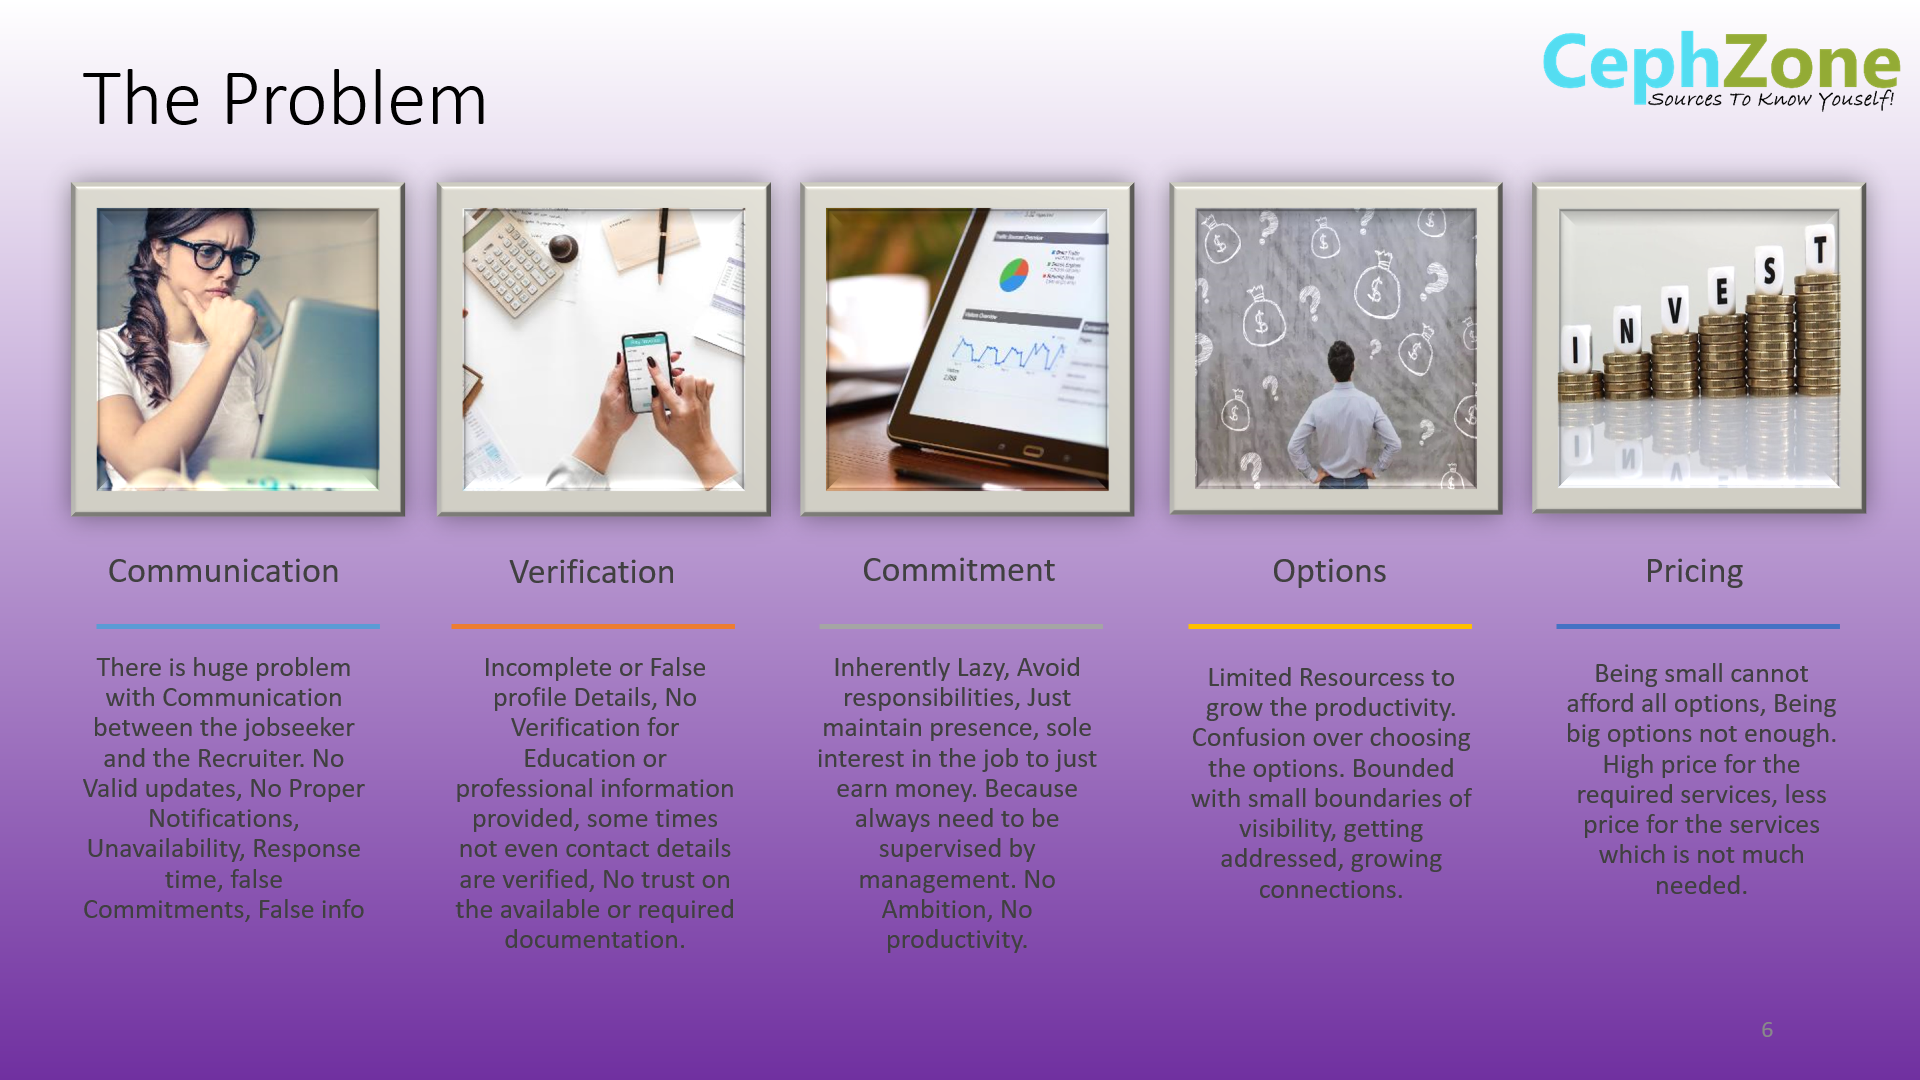 The Problem
CephZone
Sources To Know Youself!
I N V E S T
Communication
There is huge problem
with Communication
between the jobseeker
and the Recruiter. No
Valid updates, No Proper
Notifications,
Unavailability, Response
time, false
Commitments, False info
Verification
Incomplete or False
profile Details, No
Verification for
Education or
professional information
provided, some times
not even contact details
are verified, No trust on
the available or required
documentation.
Commitment
Inherently Lazy, Avoid
responsibilities, Just
maintain presence, sole
interest in the job to just
earn money. Because
always need to be
supervised by
management. No
Ambition, No
productivity.
Options
Limited Resourcess to
grow the productivity.
Confusion over choosing
the options. Bounded
with small boundaries of
visibility, getting
addressed, growing
connections.
Pricing
Being small cannot
afford all options, Being
big options not enough.
High price for the
required services, less
price for the services
which is not much
needed.
6